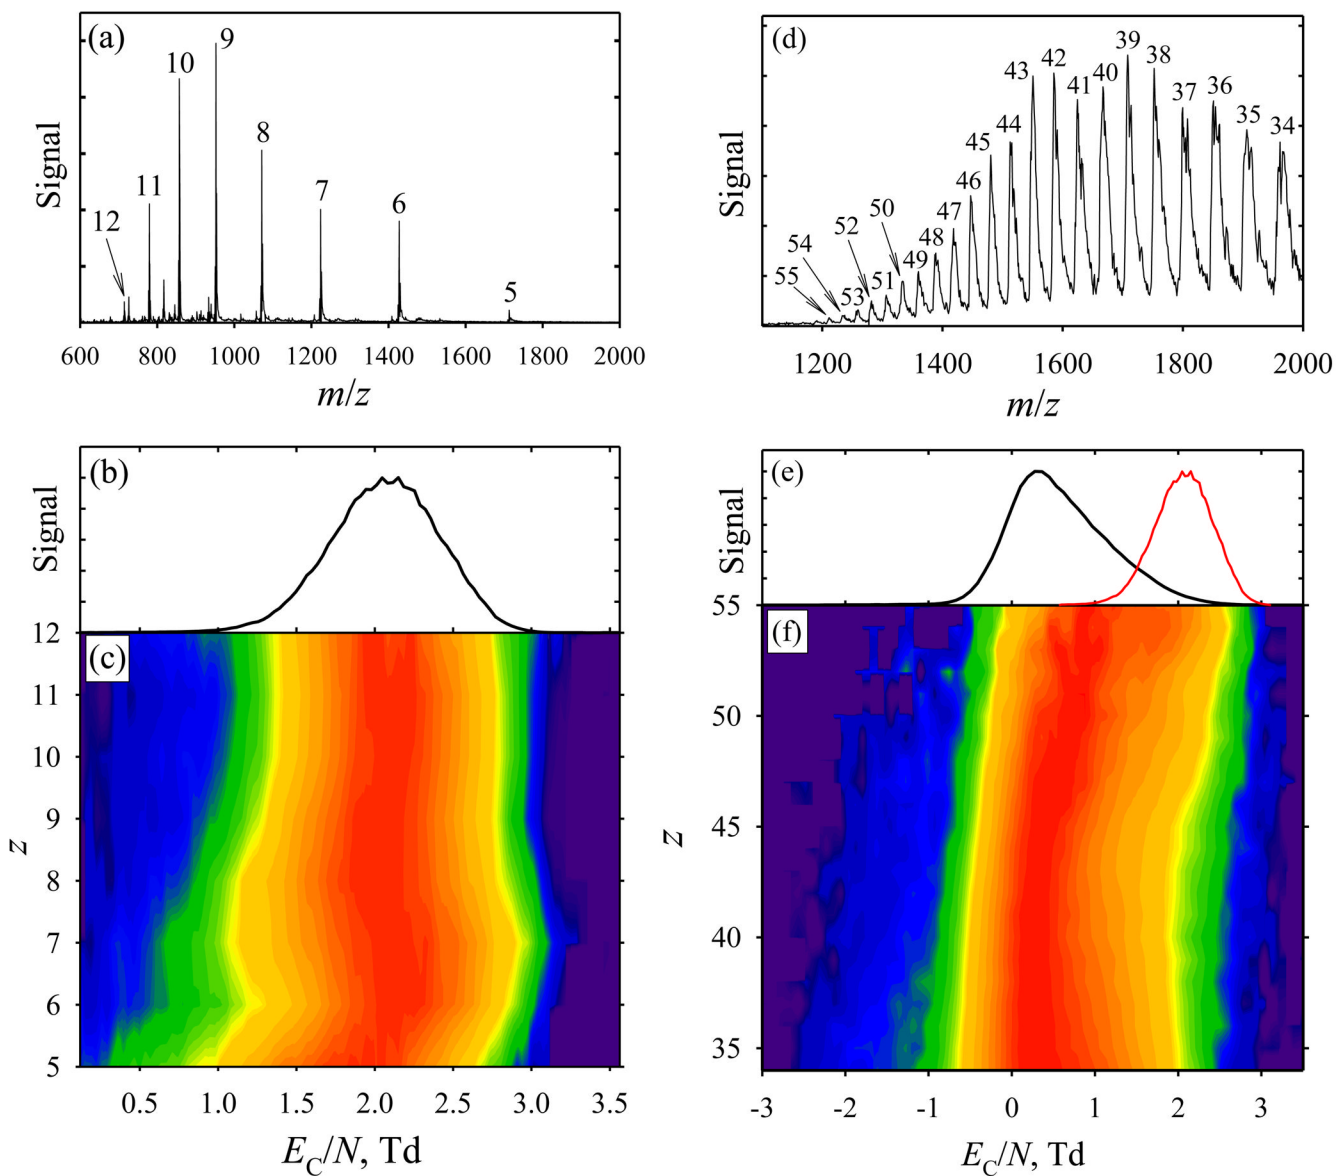 (a)
Signal
12
11
10
9
8
7
6
5
600 800 1000 1200 1400 1600 1800 2000
m/z
(b)
Signal
(c)
z
12
11
10
9
8
7
6
5
0.5 1.0 1.5 2.0 2.5 3.0 3.5
E_C/N, Td
(d)
Signal
55
54
53
52
51
50
49
48
47
46
45
44
43
42
41
40
39
38
37
36
35
34
1200 1400 1600 1800 2000
m/z
(e)
Signal
(f)
z
55
50
45
40
35
-3 -2 -1 0 1 2 3
E_C/N, Td